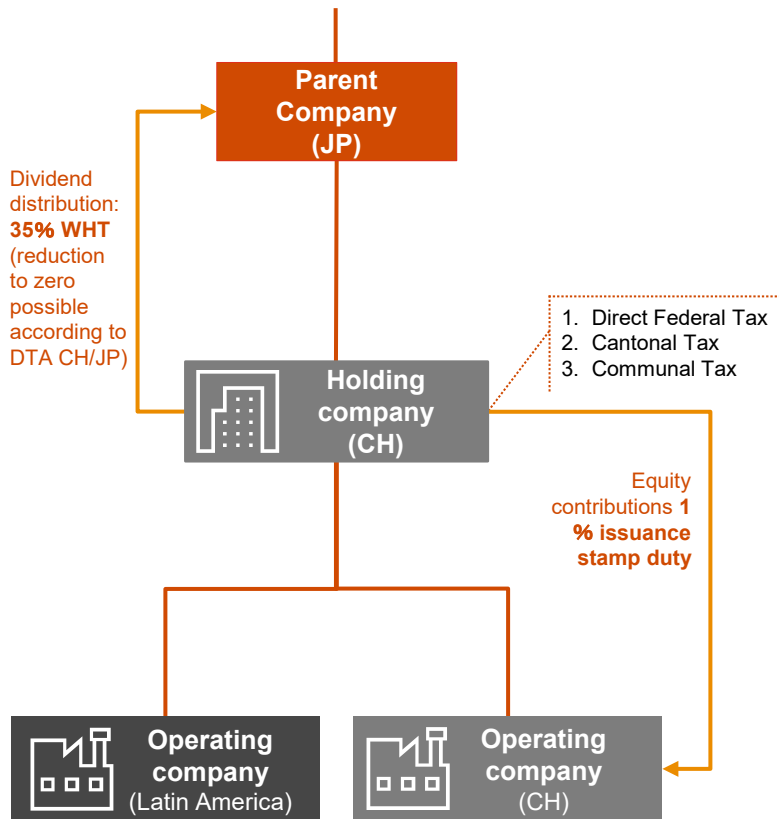 Parent
Company
(JP)
Dividend
distribution:
35% WHT
(reduction
to zero
possible
according to
DTA CH/JP)
1. Direct Federal Tax
2. Cantonal Tax
3. Communal Tax
Holding
company
(CH)
Equity
contributions 1
% issuance
stamp duty
Operating
company
(Latin America)
Operating
company
(CH)